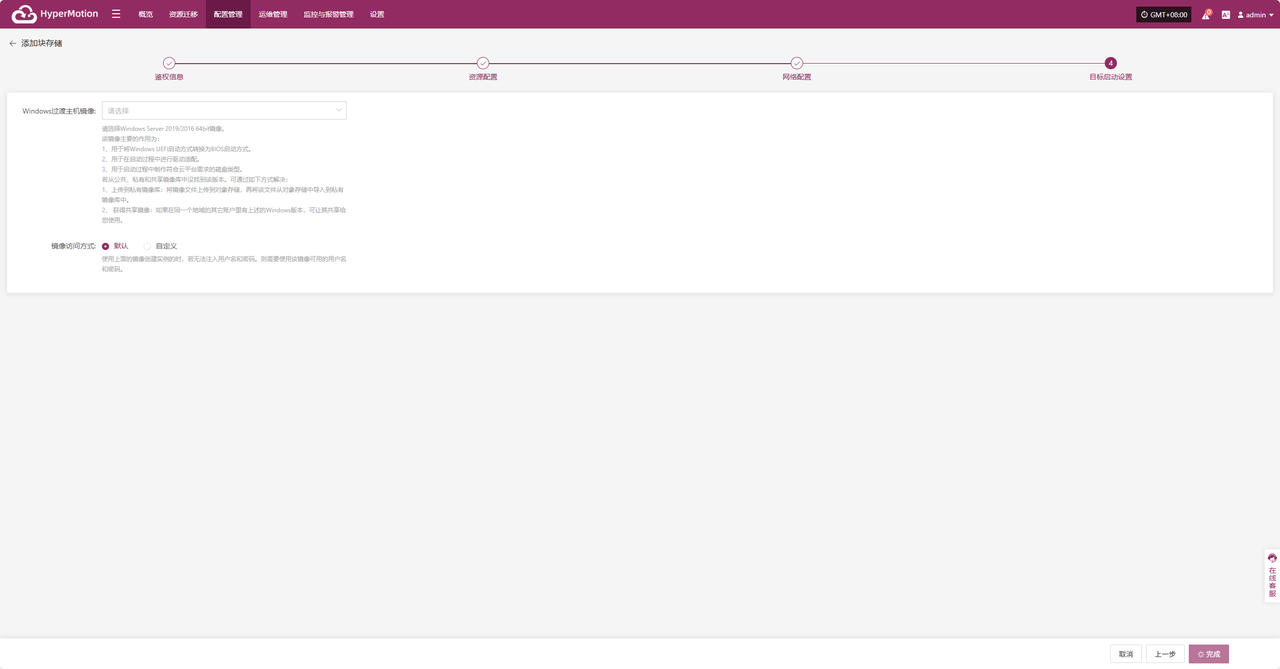 HyperMotion 概览 资源迁移 配置管理 运维管理 监控与报警管理 设置 GMT+08:00 0 A admin
添加块存储
4
鉴权信息 资源配置 网络配置 目标启动设置
Windows过渡主机镜像: 请选择
请选择Windows Server 2019/2016 64bit镜像。
该镜像主要的作用为：
1、用于将Windows UEFI启动方式转换为BIOS启动方式。
2、用于在启动过程中进行驱动适配。
3、用于启动过程中制作符合云平台需求的磁盘类型。
若从公共、私有和共享镜像库中没找到该版本。可通过如下方式解决：
1、上传到私有镜像库：将镜像文件上传到对象存储，再将该文件从对象存储中导入到私有
镜像库中。
2、 获得共享镜像：如果在同一个地域的其它账户里有上述的Windows版本，可让其共享给
您使用。
镜像访问方式: 默认 自定义
使用上面的镜像创建实例的时，若无法注入用户名和密码。则需要使用该镜像可用的用户名
和密码。
在线客服
取消 上一步 完成